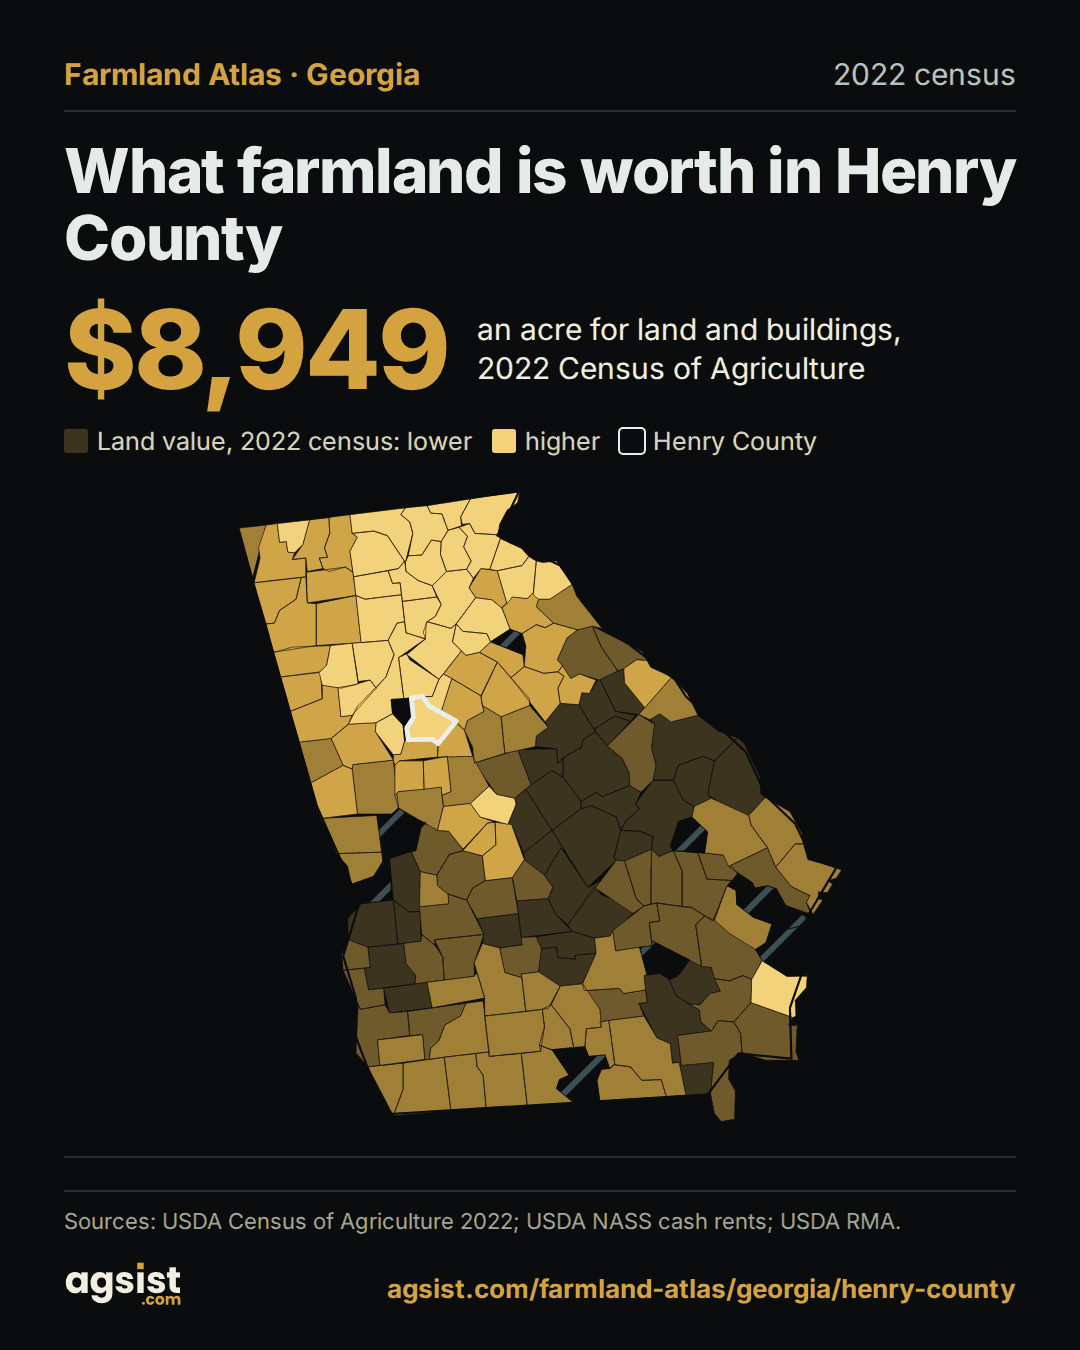 Farmland Atlas · Georgia
2022 census
What farmland is worth in Henry
County
$8,949
an acre for land and buildings,
2022 Census of Agriculture
Land value, 2022 census: lower
higher
Henry County
Sources: USDA Census of Agriculture 2022; USDA NASS cash rents; USDA RMA.
agsist
.com
agsist.com/farmland-atlas/georgia/henry-county